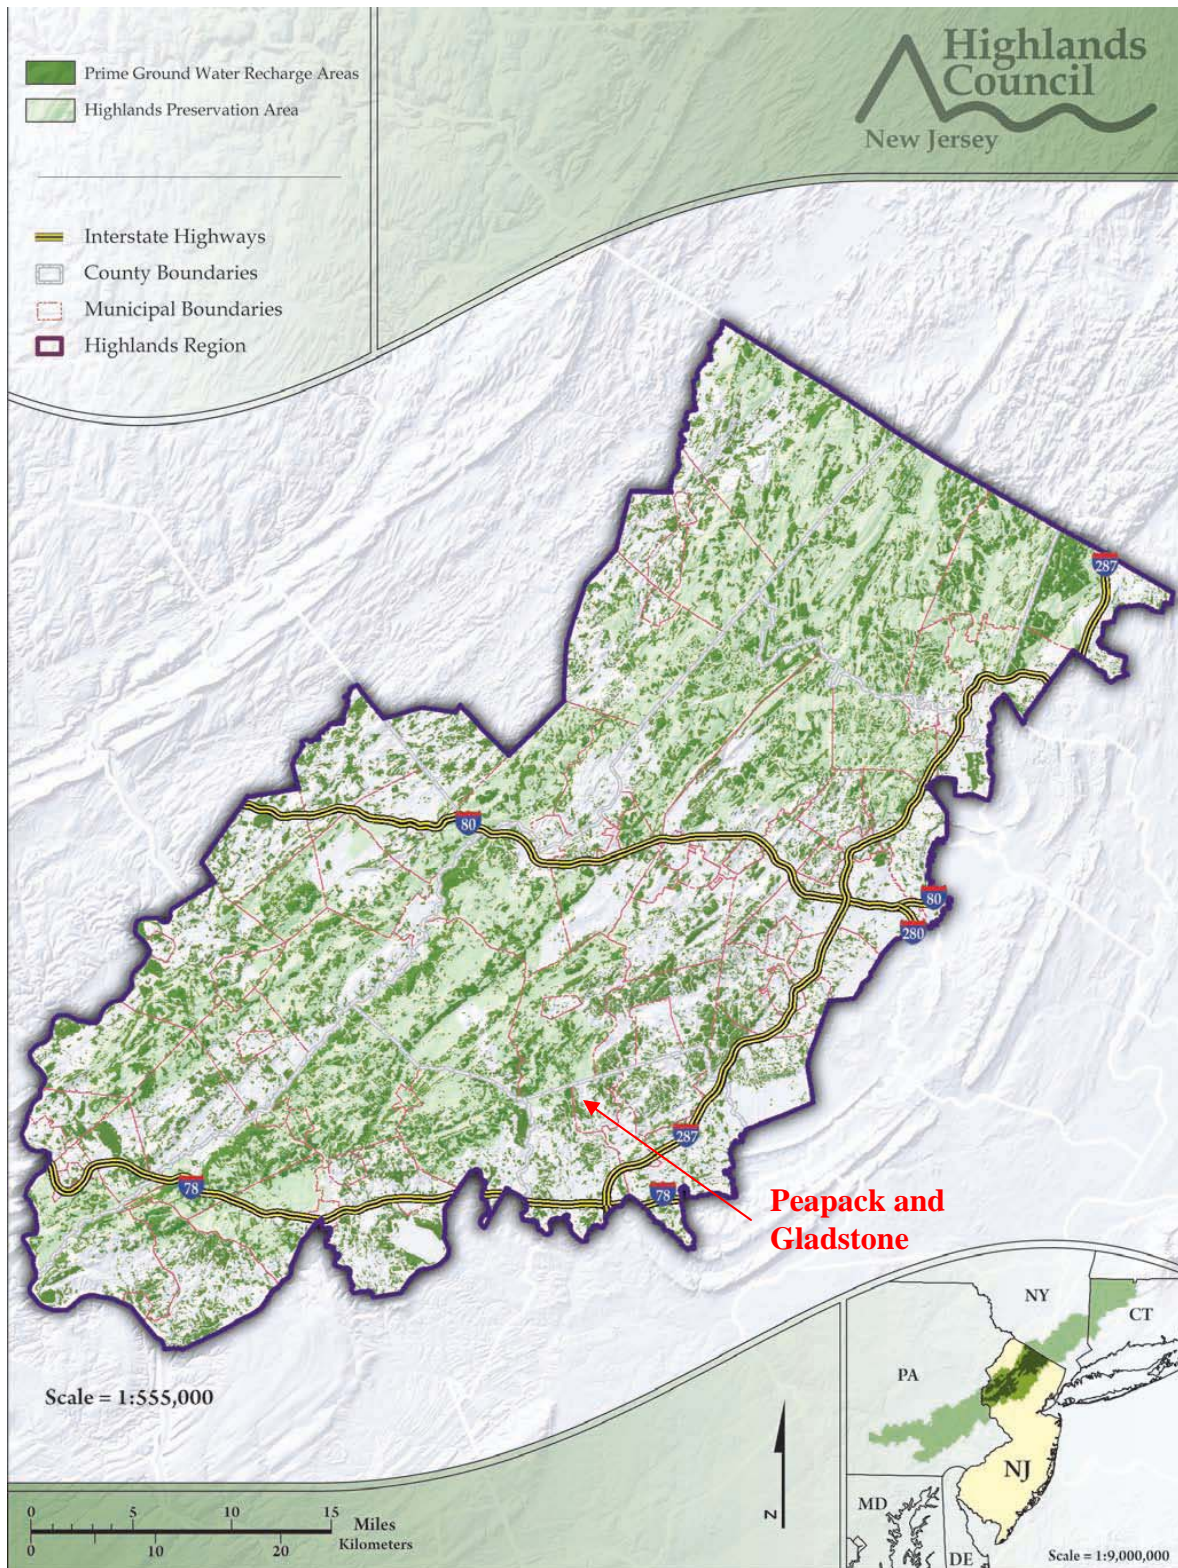 Prime Ground Water Recharge Areas
Highlands Preservation Area
Interstate Highways
County Boundaries
Municipal Boundaries
Highlands Region
Highlands
Council
New Jersey
287
80
80
280
287
78
78
Peapack and
Gladstone
NY
CT
PA
NJ
MD
DE
Scale = 1:9,000,000
Scale = 1:555,000
N
0 5 10 15
Miles
Kilometers
0 10 20